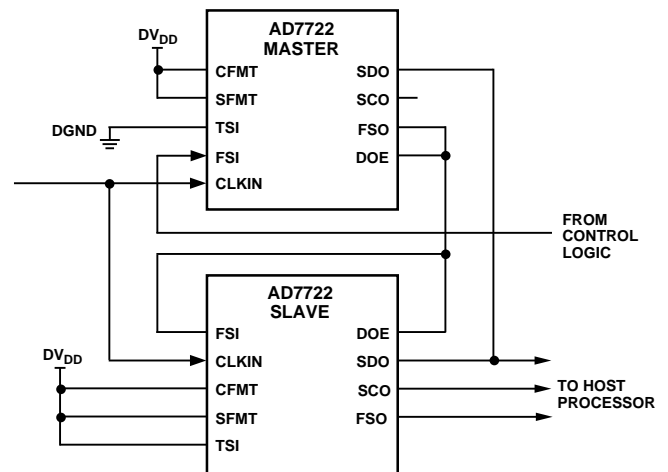 AD7722
MASTER
DVDD
CFMT
SDO
SFMT
SCO
DGND
TSI
FSO
FSI
DOE
CLKIN
FROM
CONTROL
LOGIC
AD7722
SLAVE
FSI
DOE
DVDD
CLKIN
SDO
CFMT
SCO
TO HOST
PROCESSOR
SFMT
FSO
TSI